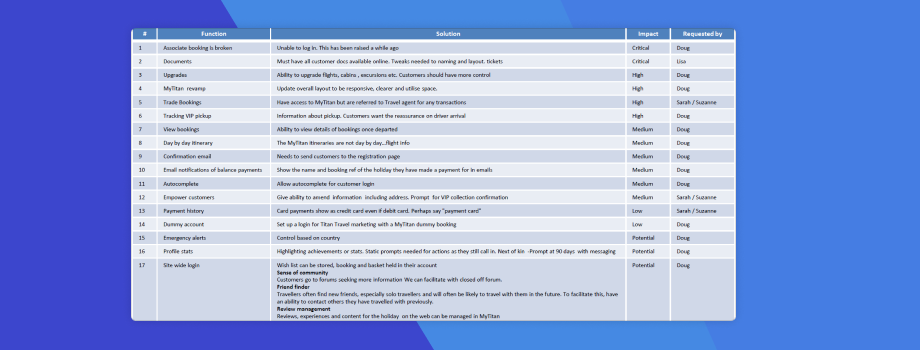 # Function Solution Impact Requested by
1 Associate booking is broken Unable to log in. This has been raised a while ago Critical Doug
2 Documents Must have all customer docs available online. Tweaks needed to naming and layout. tickets Critical Lisa
3 Upgrades Ability to upgrade flights, cabins , excursions etc. Customers should have more control High Doug
4 MyTitan revamp Update overall layout to be responsive, clearer and utilise space. High Doug
5 Trade Bookings Have access to MyTitan but are referred to Travel agent for any transactions High Sarah / Suzanne
6 Tracking VIP pickup Information about pickup. Customers want the reassurance on driver arrival High Doug
7 View bookings Ability to view details of bookings once departed Medium Doug
8 Day by day itinerary The MyTitan itineraries are not day by day...flight info Medium Doug
9 Confirmation email Needs to send customers to the registration page Medium Doug
10 Email notifications of balance payments Show the name and booking ref of the holiday they have made a payment for in emails Medium Doug
11 Autocomplete Allow autocomplete for customer login Medium Doug
12 Empower customers Give ability to amend information including address. Prompt for VIP collection confirmation Medium Sarah / Suzanne
13 Payment history Card payments show as credit card even if debit card. Perhaps say "payment card" Low Sarah / Suzanne
14 Dummy account Set up a login for Titan Travel marketing with a MyTitan dummy booking Low Doug
15 Emergency alerts Control based on country Potential Doug
16 Profile stats Highlighting achievements or stats. Static prompts needed for actions as they still call in. Next of kin -Prompt at 90 days with messaging Potential Doug
17 Site wide login Wish list can be stored, booking and basket held in their account Potential Doug
Sense of community
Customers go to forums seeking more information We can facilitate with closed off forum.
Friend finder
Travellers often find new friends, especially solo travellers and will often be likely to travel with them in the future. To facilitate this, have
an ability to contact others they have travelled with previously.
Review management
Reviews, experiences and content for the holiday on the web can be managed in MyTitan